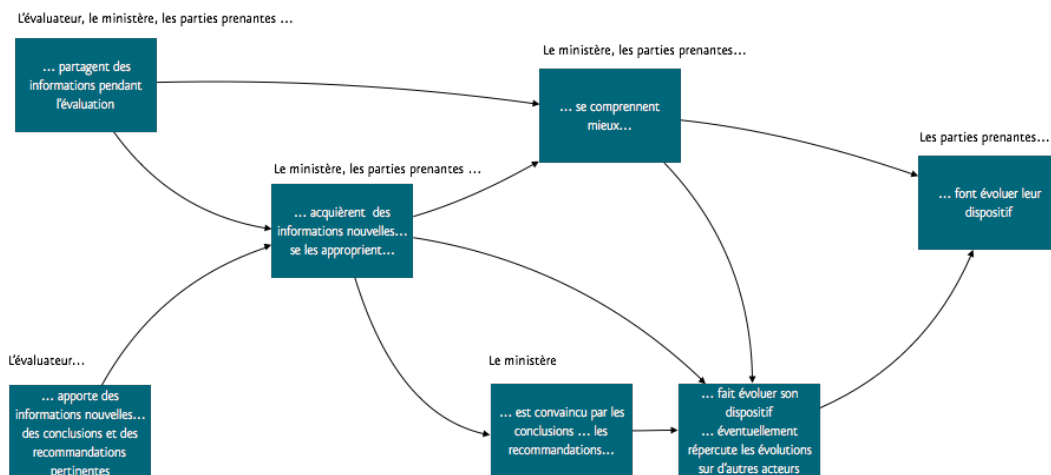 L'évaluateur, le ministère, les parties prenantes ...
... partagent des
informations pendant
l'évaluation
Le ministère, les parties prenantes...
... se comprennent
mieux...
Les parties prenantes...
... font évoluer leur
dispositif
Le ministère, les parties prenantes ...
... acquièrent des
informations nouvelles...
se les approprient...
L'évaluateur...
... apporte des
informations nouvelles...
des conclusions et des
recommandations
pertinentes
Le ministère
... est convaincu par les
conclusions ... les
recommandations...
... fait évoluer son
dispositif
... éventuellement
répercute les évolutions
sur d'autres acteurs